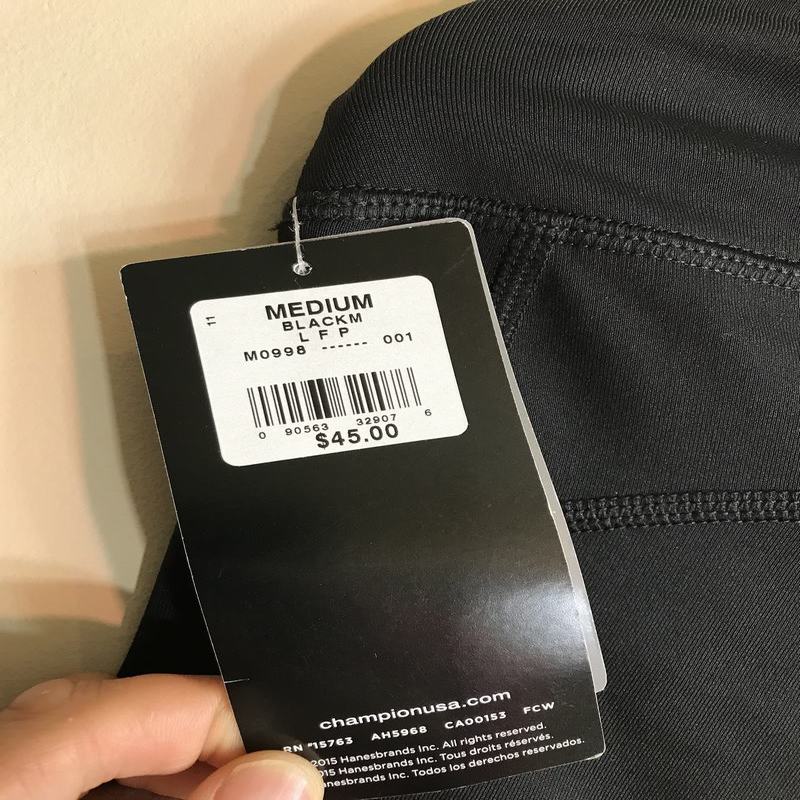 11
MEDIUM
BLACKM
L F P
M0998 ------ 001
0 90563 32907 6
$45.00
championusa.com
RN #15763 AH5968 CA00153 FCW
2015 Hanesbrands Inc. All rights reserved.
2015 Hanesbrands Inc. Tous droits réservés.
Hanesbrands Inc. Todos los derechos reservados.